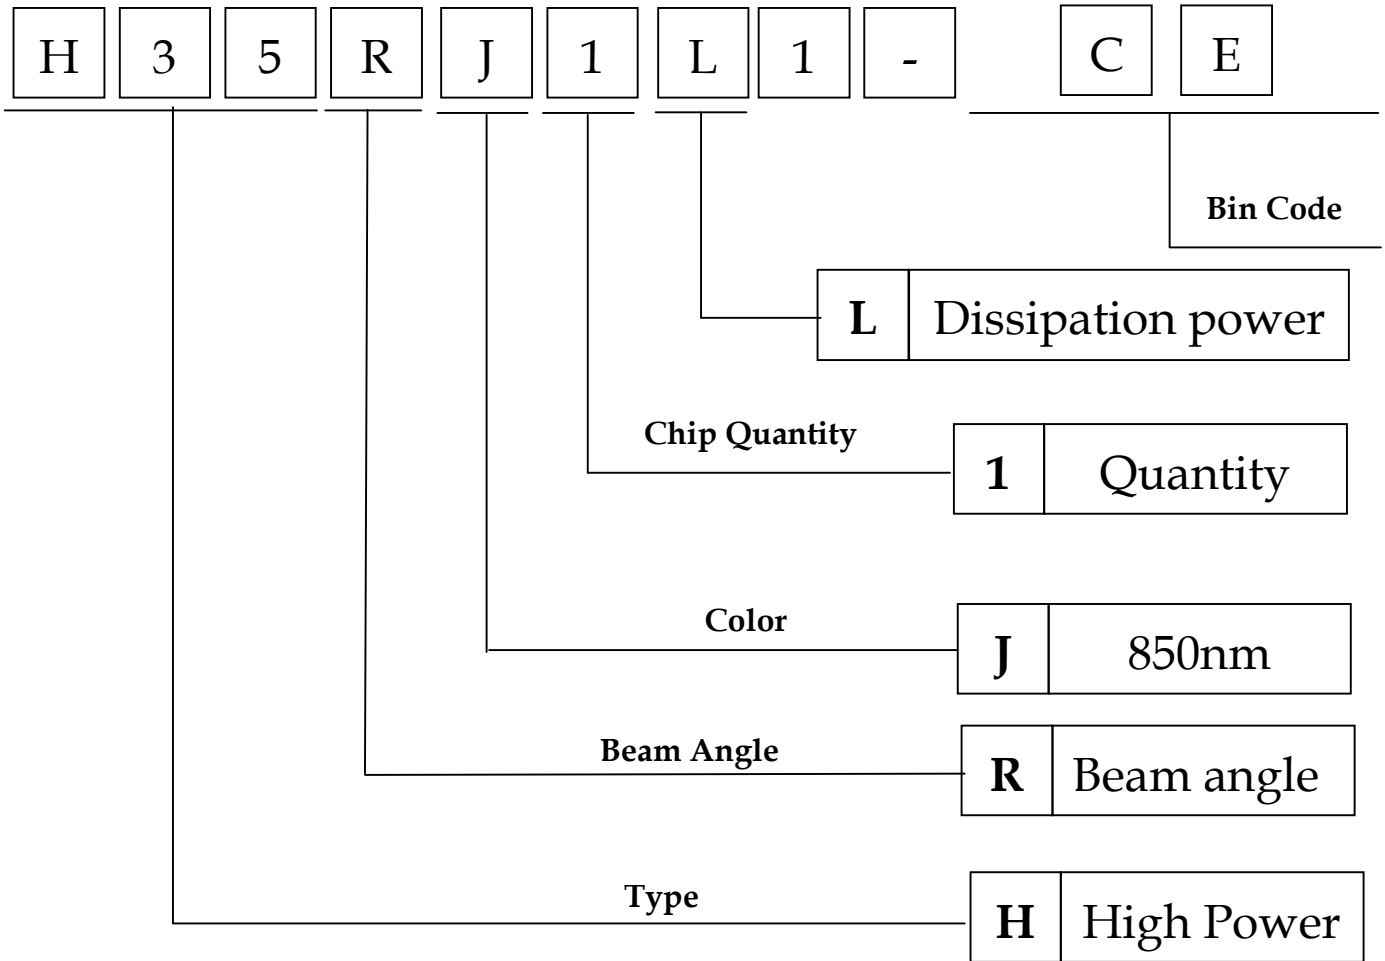 H 3 5 R J 1 L 1 - C E
Bin Code
L Dissipation power
Chip Quantity
1 Quantity
Color
J 850nm
Beam Angle
R Beam angle
Type
H High Power